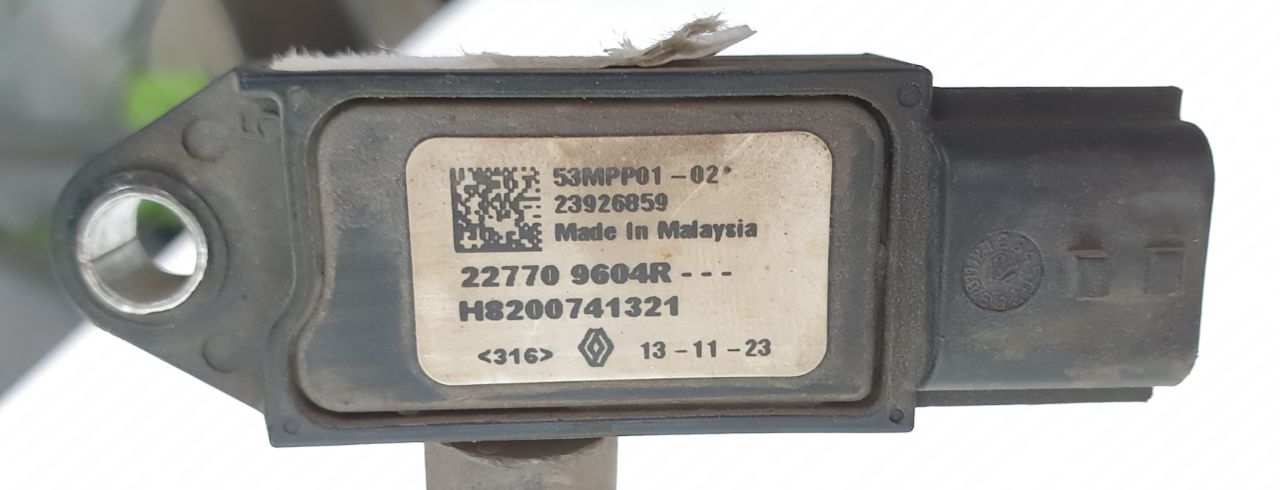 53MPP01-02*
23926859
Made In Malaysia
22770 9604R---
H8200741321
<316> 13-11-23